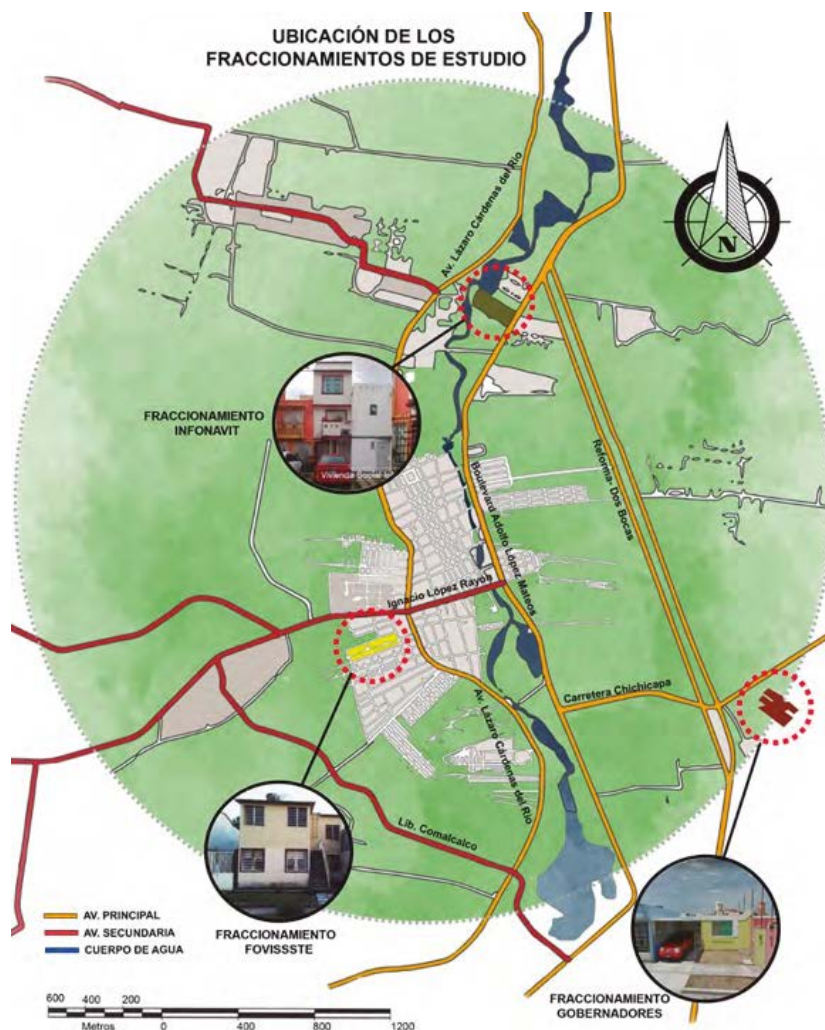 UBICACIÓN DE LOS
FRACCIONAMIENTOS DE ESTUDIO
Av. Lázaro Cárdenas del Río
N
FRACCIONAMIENTO
INFONAVIT
Reforma- Dos Bocas
Boulevard Adolfo López Mateos
Ignacio López Rayón
Carretera Chichicapa
Av. Lázaro Cárdenas del Río
Lib. Comalcalco
AV. PRINCIPAL
AV. SECUNDARIA
CUERPO DE AGUA
FRACCIONAMIENTO
FOVISSSTE
FRACCIONAMIENTO
GOBERNADORES
600 400 200
Metros 0 400 800 1200